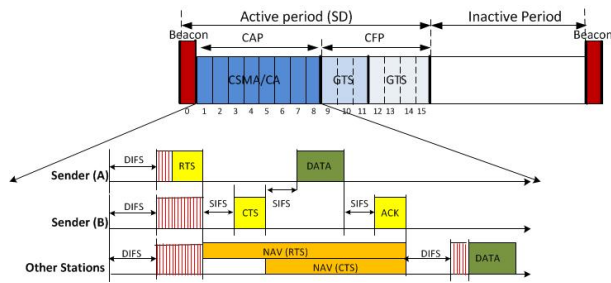 Active period (SD) Inactive Period
Beacon CAP CFP Beacon
CSMA/CA GTS GTS
0 1 2 3 4 5 6 7 8 9 10 11 12 13 14 15
DIFS RTS DATA
Sender (A)
SIFS
DIFS SIFS CTS SIFS ACK
Sender (B)
DIFS NAV (RTS) DIFS DATA
NAV (CTS)
Other Stations